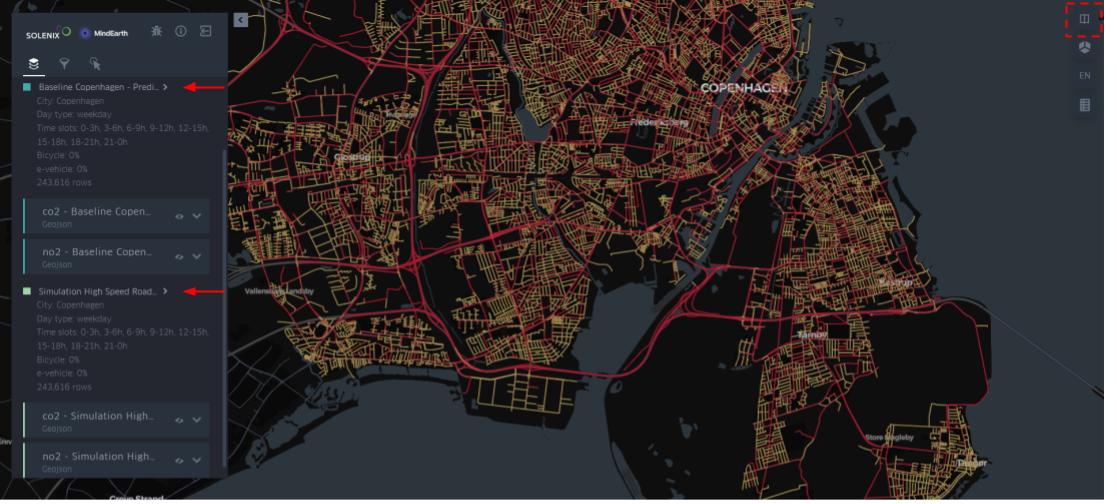 SOLENIX MindEarth
Baseline Copenhagen - Predi...
City: Copenhagen
Day type: weekday
Time slots: 0-3h, 3-6h, 6-9h, 9-12h, 12-15h,
15-18h, 18-21h, 21-0h
Bicycle: 0%
e-vehicle: 0%
243,616 rows
co2 - Baseline Copen...
Geojson
no2 - Baseline Copen...
Geojson
Simulation High Speed Road...
City: Copenhagen
Day type: weekday
Time slots: 0-3h, 3-6h, 6-9h, 9-12h, 12-15h,
15-18h, 18-21h, 21-0h
Bicycle: 0%
e-vehicle: 0%
243,616 rows
co2 - Simulation High...
Geojson
no2 - Simulation High...
Geojson
EN
COPENHAGEN
Frederiksberg
Glostrup
Vallensbæk Landsby
Kastrup
Tårnby
Store Magleby
Dragør
Greve Strand